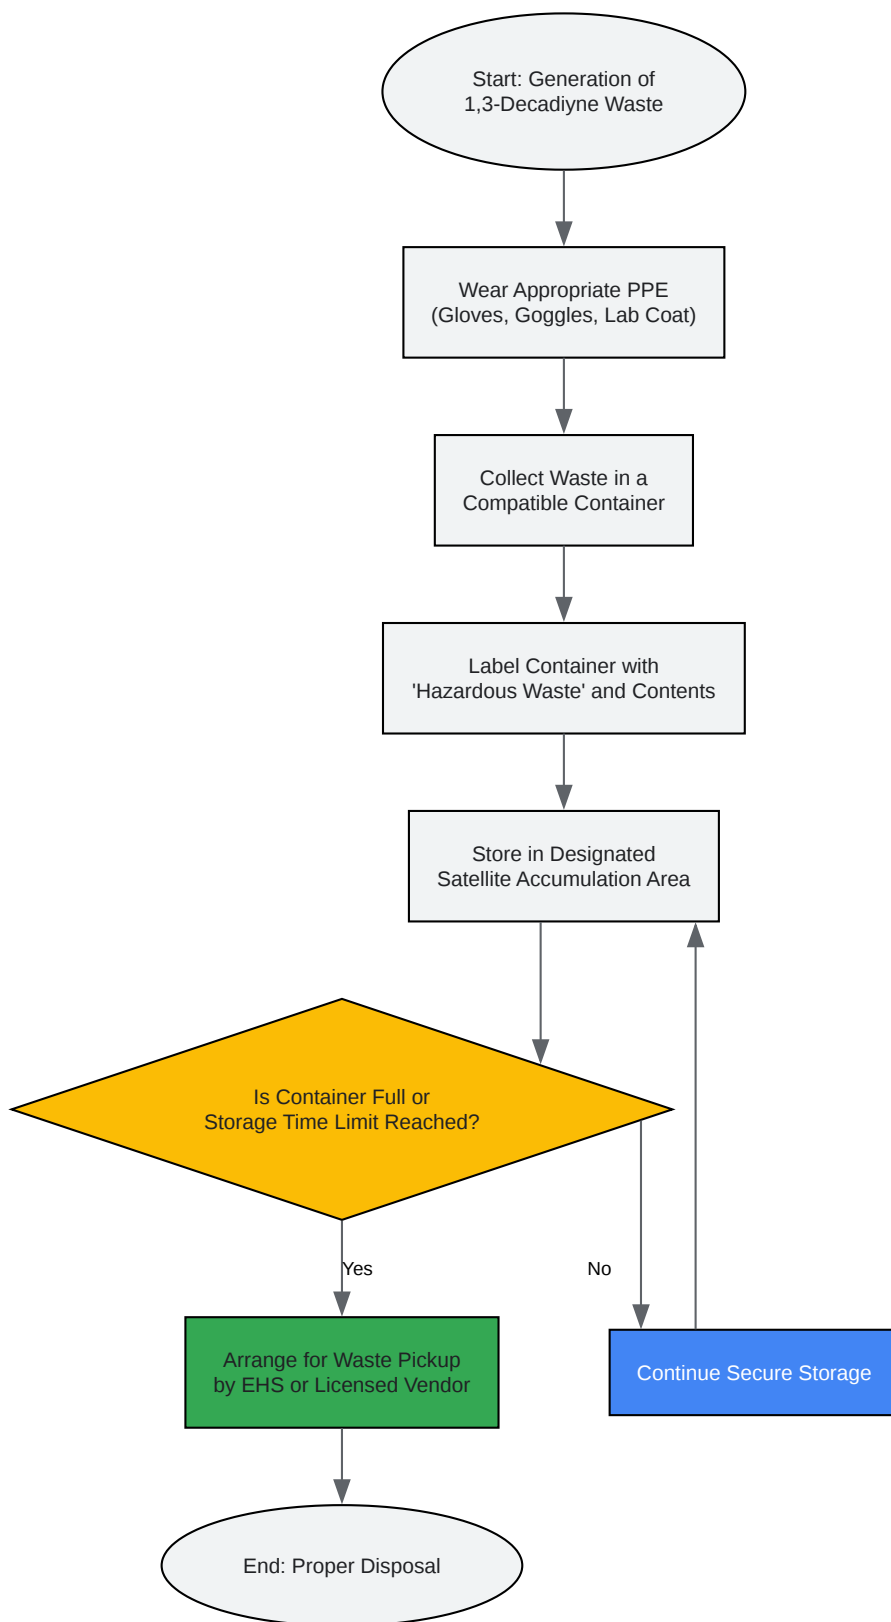 Start: Generation of
1,3-Decadiyne Waste
Wear Appropriate PPE
(Gloves, Goggles, Lab Coat)
Collect Waste in a
Compatible Container
Label Container with
'Hazardous Waste' and Contents
Store in Designated
Satellite Accumulation Area
Is Container Full or
Storage Time Limit Reached?
Yes
No
Arrange for Waste Pickup
by EHS or Licensed Vendor
Continue Secure Storage
End: Proper Disposal